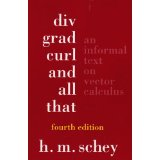 div
grad
curl
and
all
that
an
informal
text
on
vector
calculus
fourth edition
h. m. schey